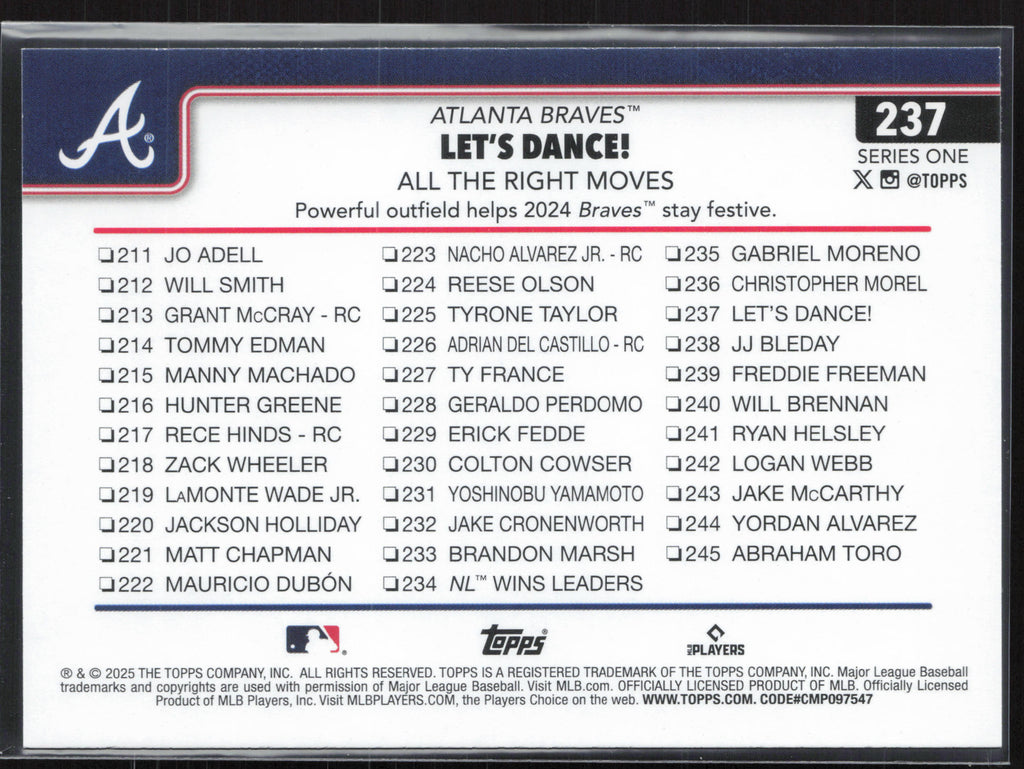 A®
ATLANTA BRAVES™
LET'S DANCE!
ALL THE RIGHT MOVES
Powerful outfield helps 2024 Braves™ stay festive.
237
SERIES ONE
X @TOPPS
❏211 JO ADELL
❏212 WILL SMITH
❏213 GRANT McCRAY - RC
❏214 TOMMY EDMAN
❏215 MANNY MACHADO
❏216 HUNTER GREENE
❏217 RECE HINDS - RC
❏218 ZACK WHEELER
❏219 LaMONTE WADE JR.
❏220 JACKSON HOLLIDAY
❏221 MATT CHAPMAN
❏222 MAURICIO DUBÓN
❏223 NACHO ALVAREZ JR. - RC
❏224 REESE OLSON
❏225 TYRONE TAYLOR
❏226 ADRIAN DEL CASTILLO - RC
❏227 TY FRANCE
❏228 GERALDO PERDOMO
❏229 ERICK FEDDE
❏230 COLTON COWSER
❏231 YOSHINOBU YAMAMOTO
❏232 JAKE CRONENWORTH
❏233 BRANDON MARSH
❏234 NL™ WINS LEADERS
❏235 GABRIEL MORENO
❏236 CHRISTOPHER MOREL
❏237 LET'S DANCE!
❏238 JJ BLEDAY
❏239 FREDDIE FREEMAN
❏240 WILL BRENNAN
❏241 RYAN HELSLEY
❏242 LOGAN WEBB
❏243 JAKE McCARTHY
❏244 YORDAN ALVAREZ
❏245 ABRAHAM TORO
topps®
MLB PLAYERS
® & © 2025 THE TOPPS COMPANY, INC. ALL RIGHTS RESERVED. TOPPS IS A REGISTERED TRADEMARK OF THE TOPPS COMPANY, INC. Major League Baseball
trademarks and copyrights are used with permission of Major League Baseball. Visit MLB.com. OFFICIALLY LICENSED PRODUCT OF MLB. Officially Licensed
Product of MLB Players, Inc. Visit MLBPLAYERS.COM, the Players Choice on the web. WWW.TOPPS.COM. CODE#CMP097547